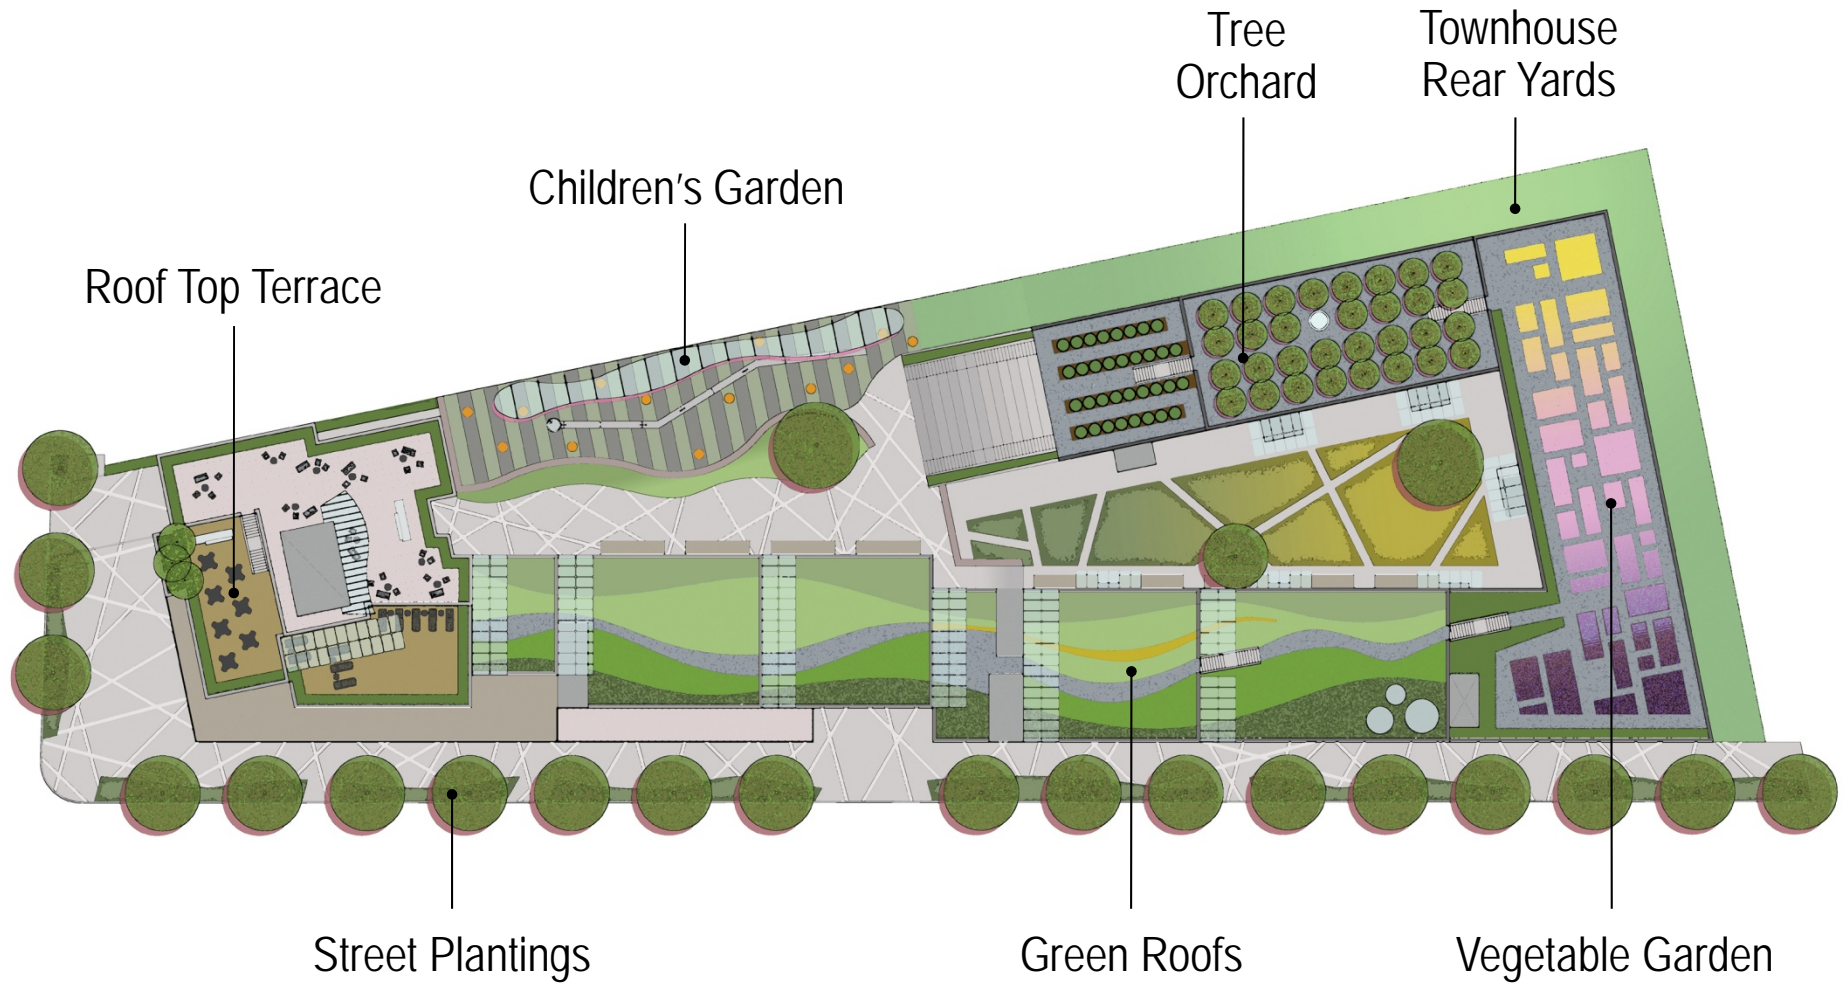 Tree
Orchard
Townhouse
Rear Yards
Children's Garden
Roof Top Terrace
Street Plantings
Green Roofs
Vegetable Garden